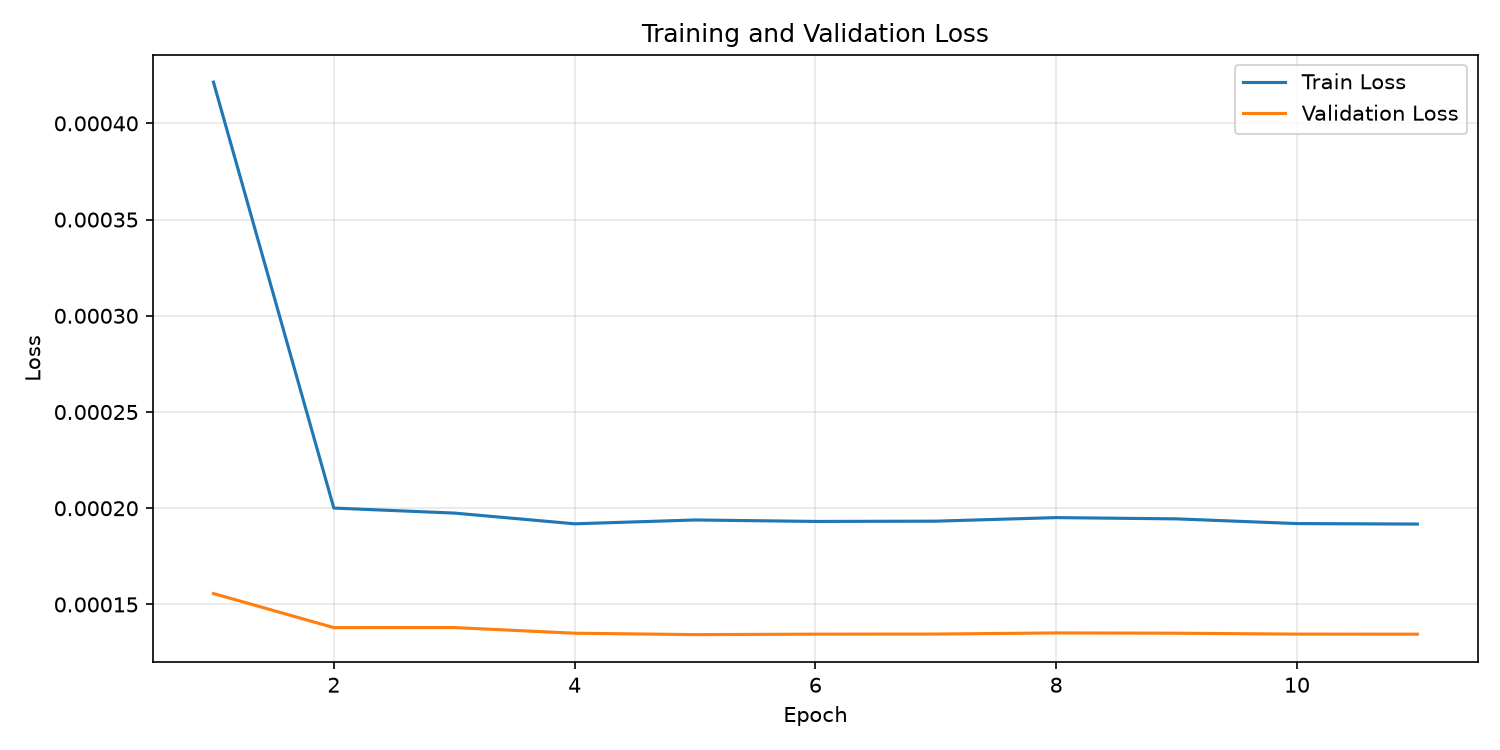 Training and Validation Loss
Train Loss
Validation Loss
0.00040
0.00035
0.00030
0.00025
0.00020
0.00015
Loss
2 4 6 8 10
Epoch